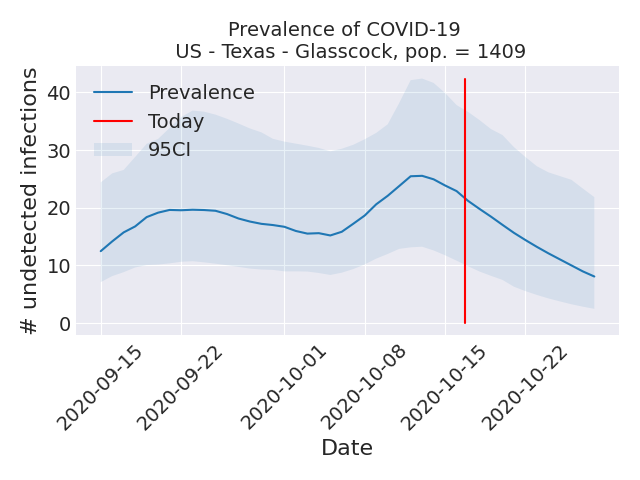 Prevalence of COVID-19
US - Texas - Glasscock, pop. = 1409
# undetected infections
40
30
20
10
0
Prevalence
Today
95CI
2020-09-15
2020-09-22
2020-10-01
2020-10-08
2020-10-15
2020-10-22
Date